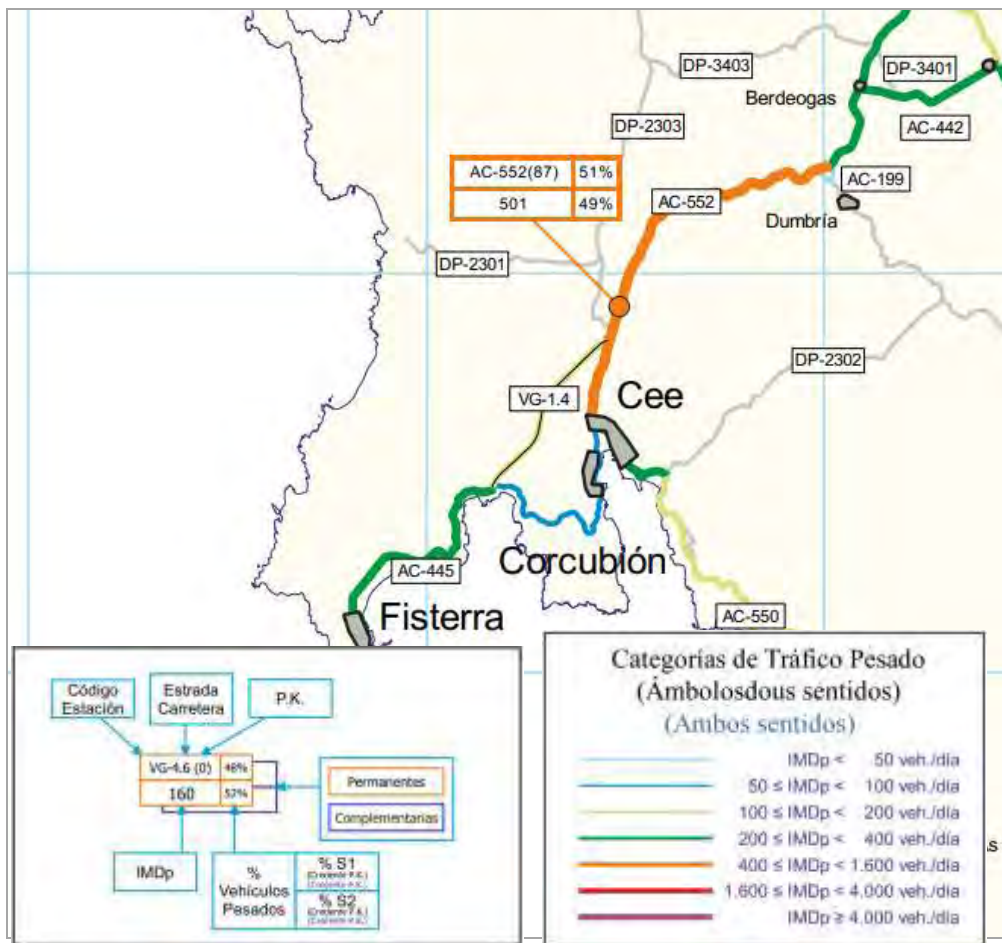 DP-3403
DP-3401
Berdeogas
DP-2303
AC-442
AC-552(87) 51%
501 49%
AC-199
AC-552
Dumbría
DP-2301
DP-2302
VG-1.4
Cee
Corcubión
AC-445
Fisterra
AC-550
Código
Estación
Estrada
Carretera
P.K.
VG-4.6 (0) 48%
160 52%
Permanentes
Complementarias
IMDp
%
Vehículos
Pesados
% S1
% S2
Categorías de Tráfico Pesado
(Ámbolosdous sentidos)
(Ambos sentidos)
IMDp < 50 veh./día
50 ≤ IMDp < 100 veh./día
100 ≤ IMDp < 200 veh./día
200 ≤ IMDp < 400 veh./día
400 ≤ IMDp < 1.600 veh./día
1.600 ≤ IMDp < 4.000 veh./día
IMDp ≥ 4.000 veh./día